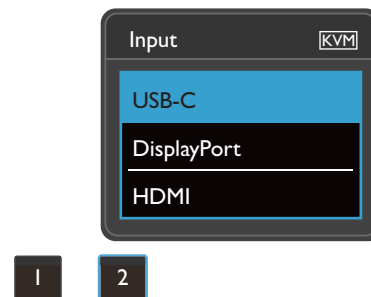 Input KVM
USB-C
DisplayPort
HDMI
1 2